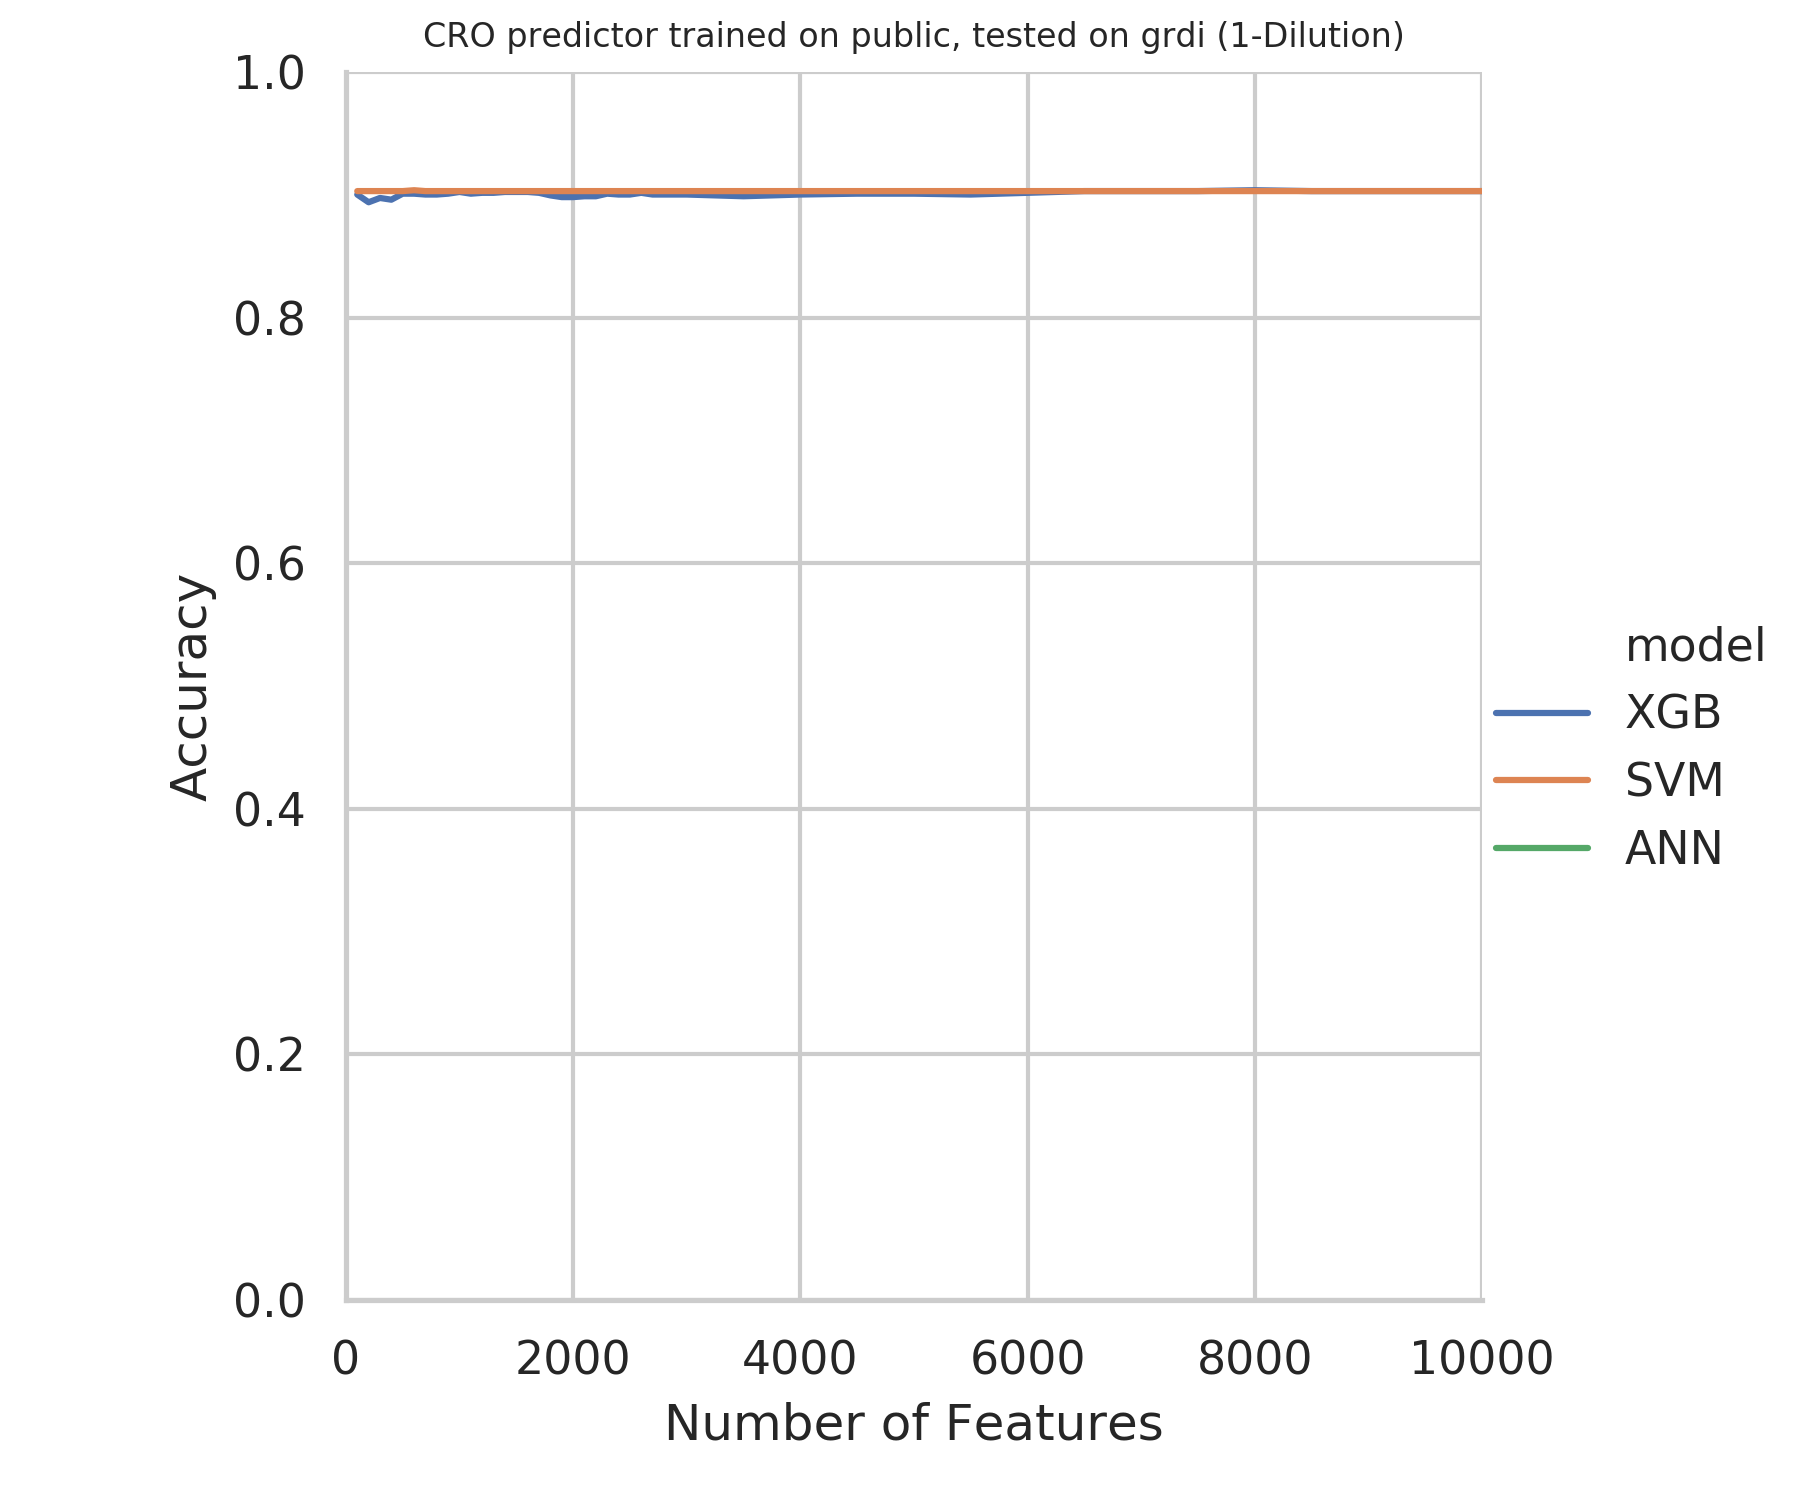 CRO predictor trained on public, tested on grdi (1-Dilution)
1.0
0.8
0.6
0.4
0.2
0.0
Accuracy
0 2000 4000 6000 8000 10000
Number of Features
model
XGB
SVM
ANN